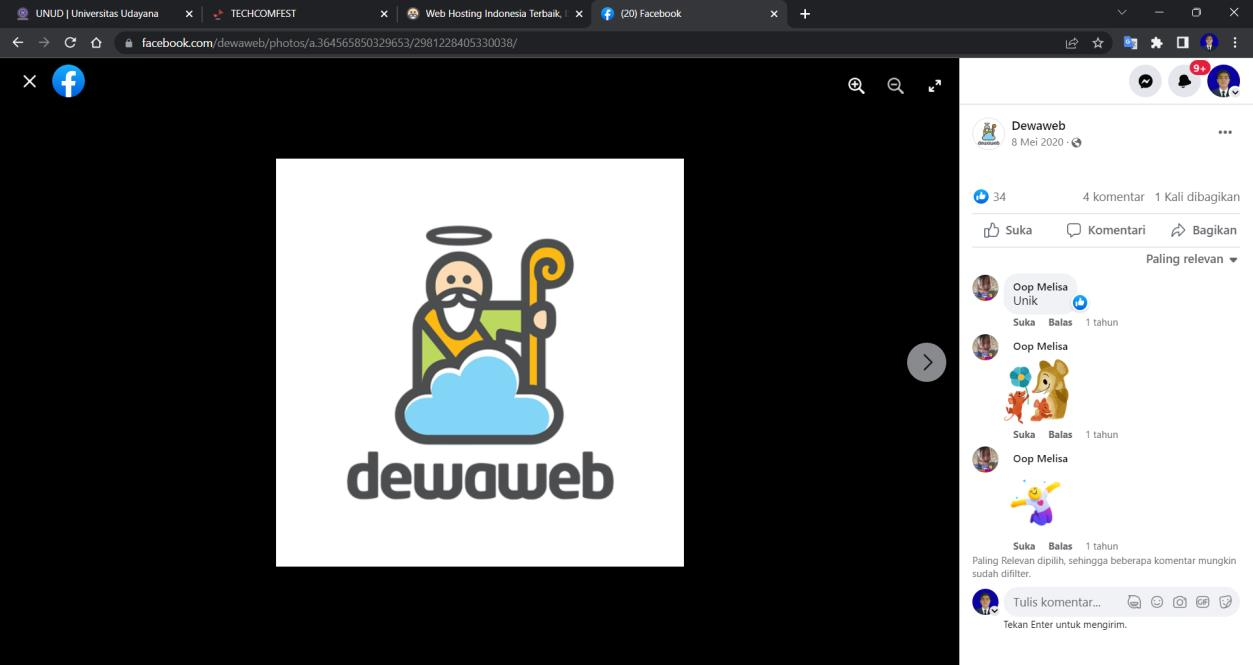 UNUD | Universitas Udayana
TECHCOMFEST
Web Hosting Indonesia Terbaik,
(20) Facebook
facebook.com/dewaweb/photos/a.364565850329653/2981228405330038/
9+
Dewaweb
8 Mei 2020
34
4 komentar
1 Kali dibagikan
Suka
Komentari
Bagikan
Paling relevan
Oop Melisa
Unik
Suka Balas 1 tahun
Oop Melisa
Suka Balas 1 tahun
Oop Melisa
Suka Balas 1 tahun
Paling Relevan dipilih, sehingga beberapa komentar mungkin
sudah difilter.
Tulis komentar...
GIF
Tekan Enter untuk mengirim.
dewaweb